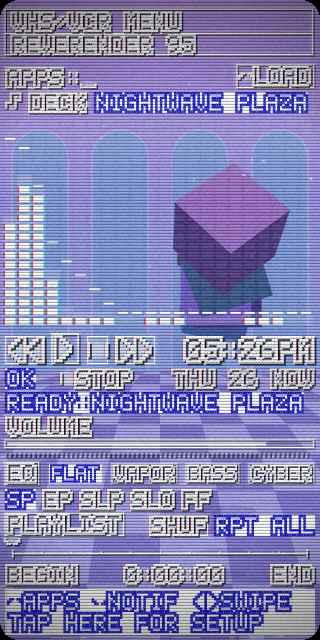 VHS/VCR MENU
REWERENDER 95
APPS:._ LOAD
DECK NIGHTWAVE PLAZA
05:26PM
OK STOP THU 23 NOV
READY:NIGHTWAVE PLAZA
VOLUME
EQ FLAT VAPOR BASS CYBER
SP EP SLP SLO FF
PLAYLIST SHUF RPT ALL
BEGIN 0:00:00 END
APPS NOTIF SWIPE
TAP HERE FOR SETUP